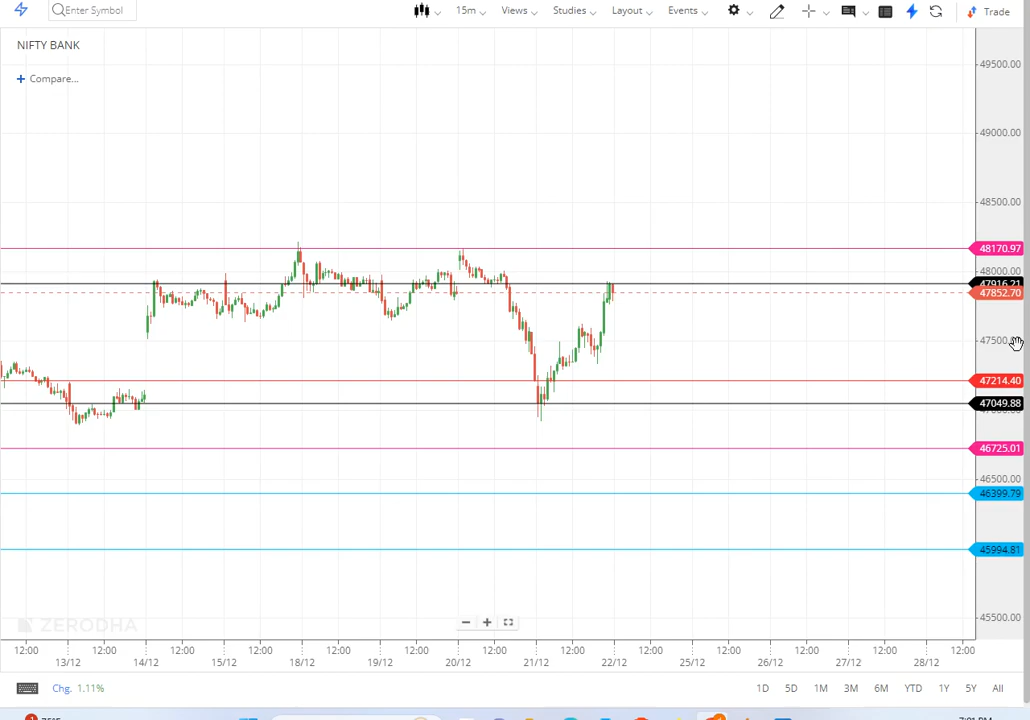 Enter Symbol 15m Views Studies Layout Events Trade
NIFTY BANK
+ Compare...
49500.00
49000.00
48500.00
48170.97
48000.00
47916.21
47852.70
47500
47214.40
47049.88
46725.01
46500.00
46399.79
45994.81
45500.00
ZERODHA
12:00 12:00 12:00 12:00 12:00 12:00 12:00 12:00 12:00 12:00 12:00 12:00 12:00
13/12 14/12 15/12 18/12 19/12 20/12 21/12 22/12 25/12 26/12 27/12 28/12
Chg. 1.11% 1D 5D 1M 3M 6M YTD 1Y 5Y All